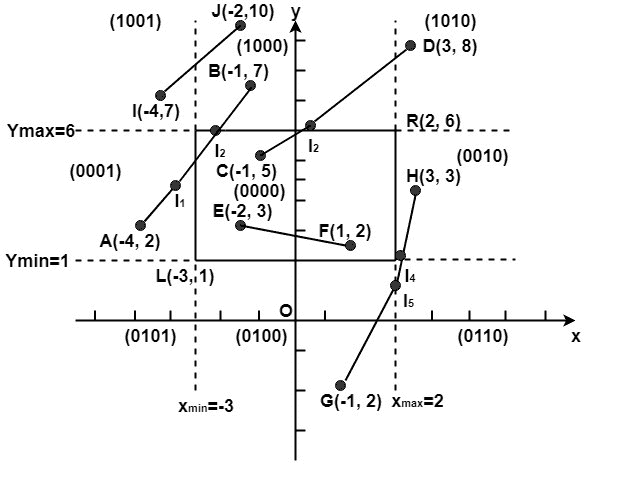 J(-2,10)
y
(1001)
(1010)
(1000)
D(3, 8)
B(-1, 7)
I(-4,7)
R(2, 6)
Ymax=6
I2
I2
(0010)
C(-1, 5)
(0001)
H(3, 3)
(0000)
I1
E(-2, 3)
F(1, 2)
A(-4, 2)
Ymin=1
L(-3, 1)
I4
I5
O
(0101)
(0100)
(0110)
x
G(-1, 2)
xmax=2
xmin=-3